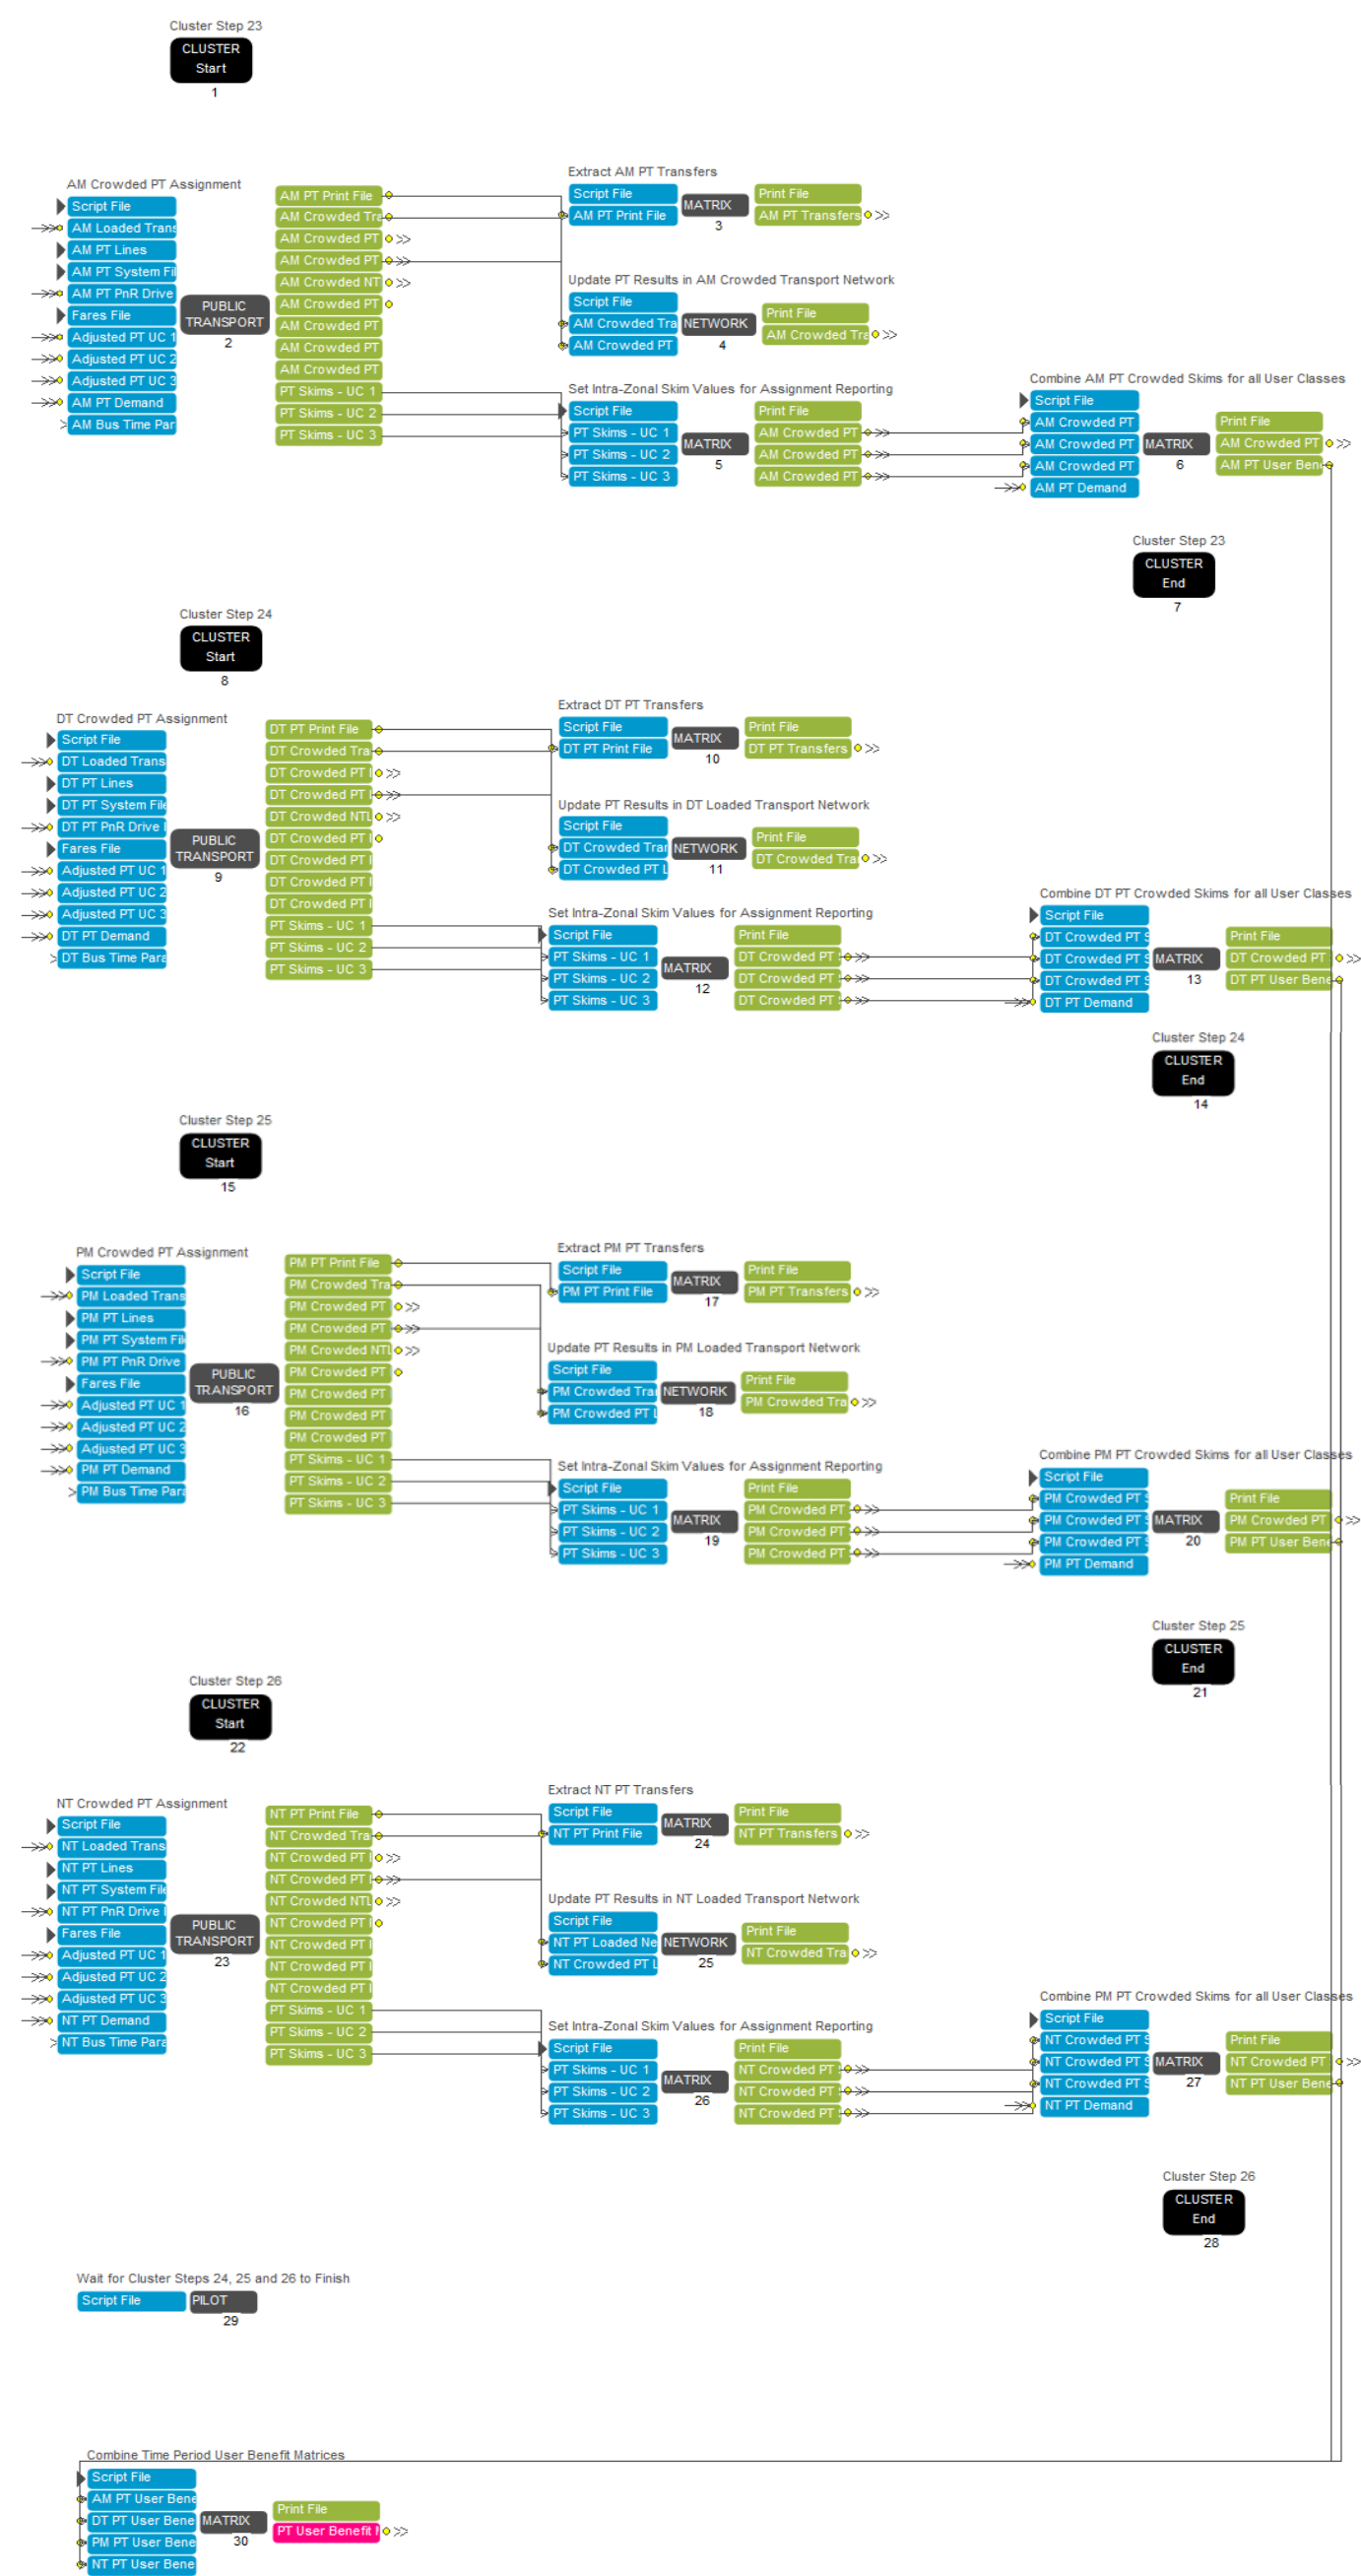 Cluster Step 23
CLUSTER
Start
1
AM Crowded PT Assignment
Script File
AM Loaded Trans
AM PT Lines
AM PT System Fil
AM PT PnR Drive
Fares File
Adjusted PT UC 1
Adjusted PT UC 2
Adjusted PT UC 3
AM PT Demand
AM Bus Time Par
PUBLIC
TRANSPORT
2
AM PT Print File
AM Crowded Tra
AM Crowded PT
AM Crowded PT
AM Crowded NT
AM Crowded PT
AM Crowded PT
AM Crowded PT
AM Crowded PT
PT Skims - UC 1
PT Skims - UC 2
PT Skims - UC 3
Extract AM PT Transfers
Script File
AM PT Print File
MATRIX
3
Print File
AM PT Transfers
Update PT Results in AM Crowded Transport Network
Script File
AM Crowded Tra
AM Crowded PT
NETWORK
4
Print File
AM Crowded Tra
Set Intra-Zonal Skim Values for Assignment Reporting
Script File
PT Skims - UC 1
PT Skims - UC 2
PT Skims - UC 3
MATRIX
5
Print File
AM Crowded PT
AM Crowded PT
AM Crowded PT
Combine AM PT Crowded Skims for all User Classes
Script File
AM Crowded PT
AM Crowded PT
AM Crowded PT
AM PT Demand
MATRIX
6
Print File
AM Crowded PT
AM PT User Bene
Cluster Step 23
CLUSTER
End
7
Cluster Step 24
CLUSTER
Start
8
DT Crowded PT Assignment
Script File
DT Loaded Trans
DT PT Lines
DT PT System File
DT PT PnR Drive
Fares File
Adjusted PT UC 1
Adjusted PT UC 2
Adjusted PT UC 3
DT PT Demand
DT Bus Time Para
PUBLIC
TRANSPORT
9
DT PT Print File
DT Crowded Tra
DT Crowded PT
DT Crowded PT
DT Crowded NTL
DT Crowded PT
DT Crowded PT
DT Crowded PT
DT Crowded PT
PT Skims - UC 1
PT Skims - UC 2
PT Skims - UC 3
Extract DT PT Transfers
Script File
DT PT Print File
MATRIX
10
Print File
DT PT Transfers
Update PT Results in DT Loaded Transport Network
Script File
DT Crowded Tra
DT Crowded PT L
NETWORK
11
Print File
DT Crowded Tra
Set Intra-Zonal Skim Values for Assignment Reporting
Script File
PT Skims - UC 1
PT Skims - UC 2
PT Skims - UC 3
MATRIX
12
Print File
DT Crowded PT
DT Crowded PT
DT Crowded PT
Combine DT PT Crowded Skims for all User Classes
Script File
DT Crowded PT S
DT Crowded PT S
DT Crowded PT S
DT PT Demand
MATRIX
13
Print File
DT Crowded PT
DT PT User Bene
Cluster Step 24
CLUSTER
End
14
Cluster Step 25
CLUSTER
Start
15
PM Crowded PT Assignment
Script File
PM Loaded Trans
PM PT Lines
PM PT System Fil
PM PT PnR Drive
Fares File
Adjusted PT UC 1
Adjusted PT UC 2
Adjusted PT UC 3
PM PT Demand
PM Bus Time Para
PUBLIC
TRANSPORT
16
PM PT Print File
PM Crowded Tra
PM Crowded PT
PM Crowded PT
PM Crowded NTL
PM Crowded PT
PM Crowded PT
PM Crowded PT
PM Crowded PT
PT Skims - UC 1
PT Skims - UC 2
PT Skims - UC 3
Extract PM PT Transfers
Script File
PM PT Print File
MATRIX
17
Print File
PM PT Transfers
Update PT Results in PM Loaded Transport Network
Script File
PM Crowded Tra
PM Crowded PT L
NETWORK
18
Print File
PM Crowded Tra
Set Intra-Zonal Skim Values for Assignment Reporting
Script File
PT Skims - UC 1
PT Skims - UC 2
PT Skims - UC 3
MATRIX
19
Print File
PM Crowded PT
PM Crowded PT
PM Crowded PT
Combine PM PT Crowded Skims for all User Classes
Script File
PM Crowded PT S
PM Crowded PT S
PM Crowded PT S
PM PT Demand
MATRIX
20
Print File
PM Crowded PT
PM PT User Bene
Cluster Step 25
CLUSTER
End
21
Cluster Step 26
CLUSTER
Start
22
NT Crowded PT Assignment
Script File
NT Loaded Trans
NT PT Lines
NT PT System File
NT PT PnR Drive
Fares File
Adjusted PT UC 1
Adjusted PT UC 2
Adjusted PT UC 3
NT PT Demand
NT Bus Time Para
PUBLIC
TRANSPORT
23
NT PT Print File
NT Crowded Tra
NT Crowded PT
NT Crowded PT
NT Crowded NTL
NT Crowded PT
NT Crowded PT
NT Crowded PT
NT Crowded PT
PT Skims - UC 1
PT Skims - UC 2
PT Skims - UC 3
Extract NT PT Transfers
Script File
NT PT Print File
MATRIX
24
Print File
NT PT Transfers
Update PT Results in NT Loaded Transport Network
Script File
NT PT Loaded Ne
NT Crowded PT L
NETWORK
25
Print File
NT Crowded Tra
Set Intra-Zonal Skim Values for Assignment Reporting
Script File
PT Skims - UC 1
PT Skims - UC 2
PT Skims - UC 3
MATRIX
26
Print File
NT Crowded PT
NT Crowded PT
NT Crowded PT
Combine PM PT Crowded Skims for all User Classes
Script File
NT Crowded PT S
NT Crowded PT S
NT Crowded PT S
NT PT Demand
MATRIX
27
Print File
NT Crowded PT
NT PT User Bene
Cluster Step 26
CLUSTER
End
28
Wait for Cluster Steps 24, 25 and 26 to Finish
Script File
PILOT
29
Combine Time Period User Benefit Matrices
Script File
AM PT User Bene
DT PT User Bene
PM PT User Bene
NT PT User Bene
MATRIX
30
Print File
PT User Benefit M